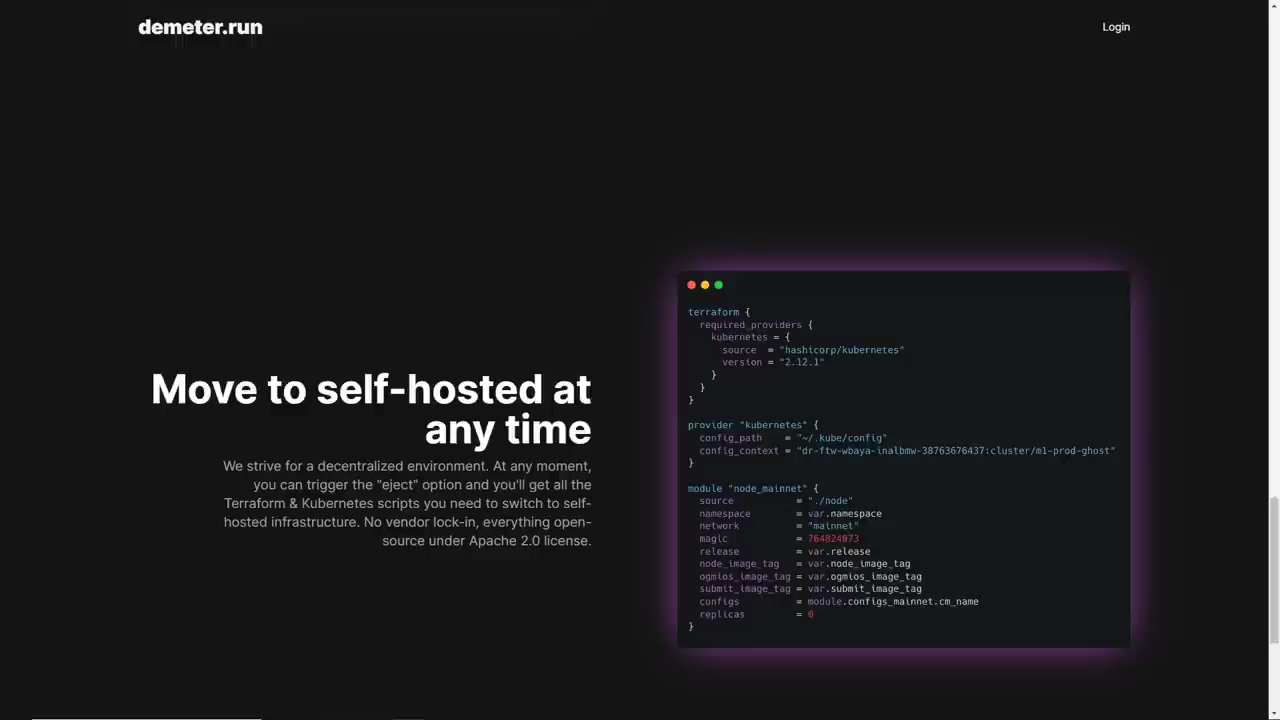 demeter.run
Login
Move to self-hosted at
any time
We strive for a decentralized environment. At any moment,
you can trigger the "eject" option and you'll get all the
Terraform & Kubernetes scripts you need to switch to self-
hosted infrastructure. No vendor lock-in, everything open-
source under Apache 2.0 license.
terraform {
  required_providers {
    kubernetes = {
      source  = "hashicorp/kubernetes"
      version = "2.12.1"
    }
  }
}
provider "kubernetes" {
  config_path    = "~/.kube/config"
  config_context = "dr-ftw-wbaya-inalbmw-38763676437:cluster/m1-prod-ghost"
}
module "node_mainnet" {
  source           = "./node"
  namespace        = var.namespace
  network          = "mainnet"
  magic            = 764824073
  release          = var.release
  node_image_tag   = var.node_image_tag
  ogmios_image_tag = var.ogmios_image_tag
  submit_image_tag = var.submit_image_tag
  configs          = module.configs_mainnet.cm_name
  replicas         = 0
}